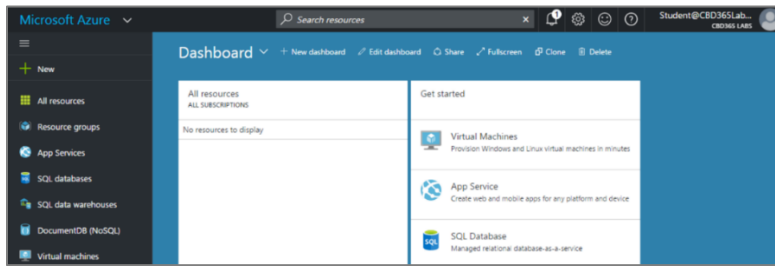 Microsoft Azure
Search resources
1
Student@CBD365Lab...
CBD365 LABS
Dashboard
+ New dashboard
Edit dashboard
Share
Fullscreen
Clone
Delete
New
All resources
Resource groups
App Services
SQL databases
SQL data warehouses
DocumentDB (NoSQL)
Virtual machines
All resources
ALL SUBSCRIPTIONS
No resources to display
Get started
Virtual Machines
Provision Windows and Linux virtual machines in minutes
App Service
Create web and mobile apps for any platform and device
SQL
SQL Database
Managed relational database-as-a-service